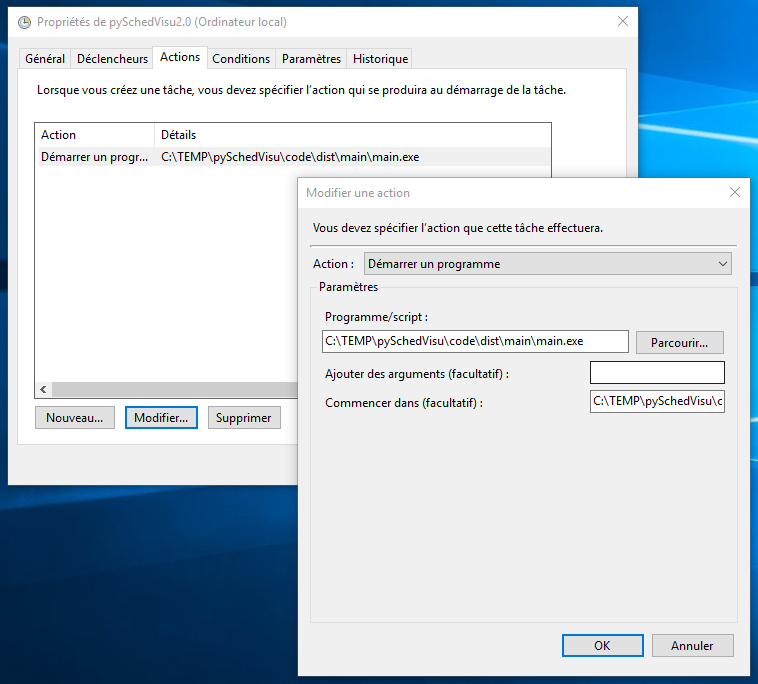 Propriétés de pySchedVisu2.0 (Ordinateur local)
Général Déclencheurs Actions Conditions Paramètres Historique
Lorsque vous créez une tâche, vous devez spécifier l'action qui se produira au démarrage de la tâche.
Action Détails
Démarrer un progr... C:\TEMP\pySchedVisu\code\dist\main\main.exe
Nouveau... Modifier... Supprimer
Modifier une action
Vous devez spécifier l'action que cette tâche effectuera.
Action : Démarrer un programme
Paramètres
Programme/script :
C:\TEMP\pySchedVisu\code\dist\main\main.exe Parcourir...
Ajouter des arguments (facultatif) :
Commencer dans (facultatif) : C:\TEMP\pySchedVisu\c
OK Annuler